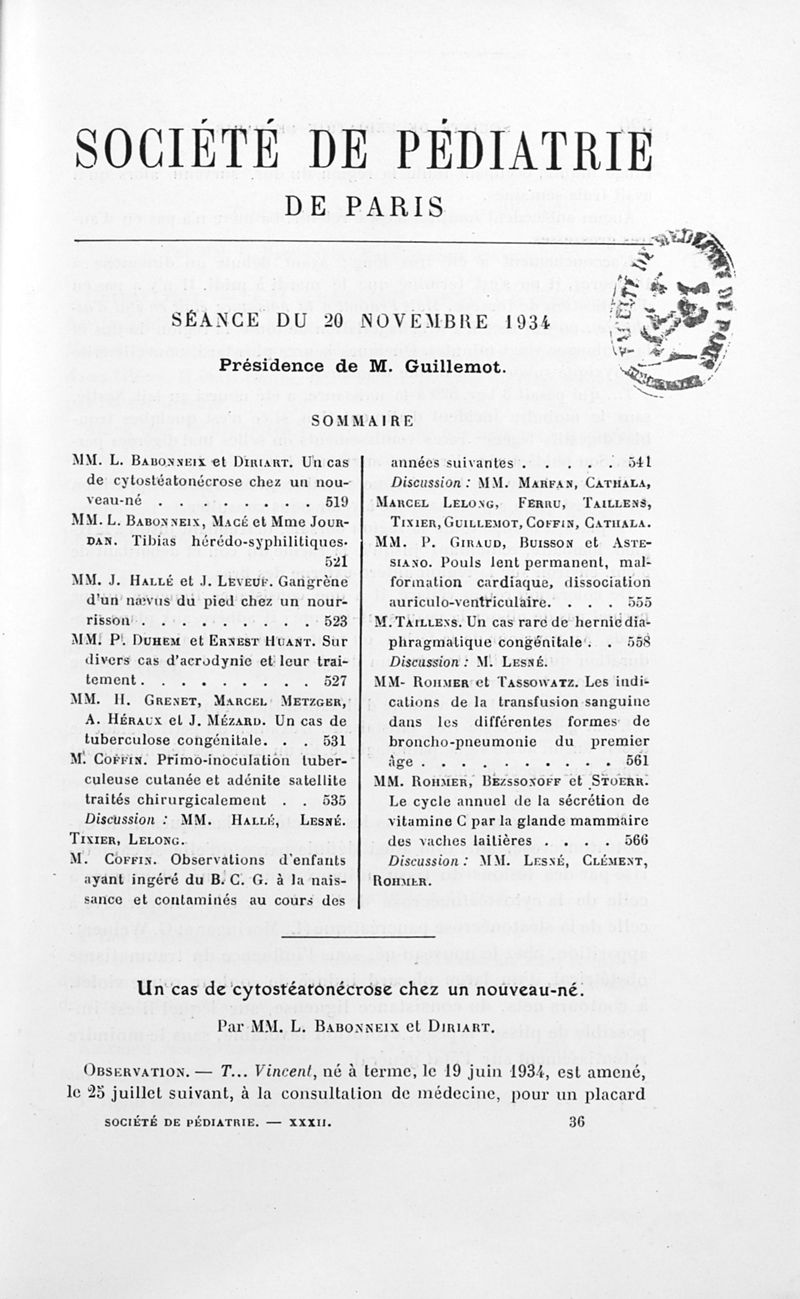 SOCIÉTÉ DE PÉDIATRIE
DE PARIS
SÉANCE DU 20 NOVEMBRE 1934
Présidence de M. Guillemot.
SOMMAIRE
MM. L. BABONNEIX et DIRIART. Un cas
de cytostéatonécrose chez un nou-
veau-né . . . . . . . . 519
MM. L. BABONNEIX, MACÉ et Mme JOUR-
DAN. Tibias hérédo-syphilitiques.
521
MM. J. HALLÉ et J. LEVEUF. Gangrène
d'un nævus du pied chez un nour-
risson . . . . . . . . . 523
MM. P. DUHEM et ERNEST HUANT. Sur
divers cas d'acrodynie et leur trai-
tement . . . . . . . . . 527
MM. H. GRENET, MARCEL METZGER,
A. HÉRAUX et J. MÉZARD. Un cas de
tuberculose congénitale. . . 531
M. COFFIN. Primo-inoculation tuber-
culeuse cutanée et adénite satellite
traités chirurgicalement . . 535
Discussion : MM. HALLÉ, LESNÉ.
TIXIER, LELONG.
M. COFFIN. Observations d'enfants
ayant ingéré du B. C. G. à la nais-
sance et contaminés au cours des
années suivantes . . . . . 541
Discussion : MM. MARFAN, CATHALA,
MARCEL LELONG, FERRU, TAILLENS,
TIXIER, GUILLEMOT, COFFIN, CATHALA.
MM. P. GIRAUD, BUISSON et ASTE-
SIANO. Pouls lent permanent, mal-
formation cardiaque, dissociation
auriculo-ventriculaire. . . . 555
M. TAILLENS. Un cas rare de hernie dia-
phragmatique congénitale . . 558
Discussion : M. LESNÉ.
MM- ROHMER et TASSOWATZ. Les indi-
cations de la transfusion sanguine
dans les différentes formes de
broncho-pneumonie du premier
âge . . . . . . . . . . 561
MM. ROHMER, BEZSSONOFF et STOERR.
Le cycle annuel de la sécrétion de
vitamine C par la glande mammaire
des vaches laitières . . . . 566
Discussion : MM. LESNÉ, CLÉMENT,
ROHMER.
Un cas de cytostéatonécrose chez un nouveau-né.
Par MM. L. BABONNEIX et DIRIART.
OBSERVATION. — T... Vincent, né à terme, le 19 juin 1934, est amené,
le 25 juillet suivant, à la consultation de médecine, pour un placard
SOCIÉTÉ DE PÉDIATRIE. — XXXII. 36